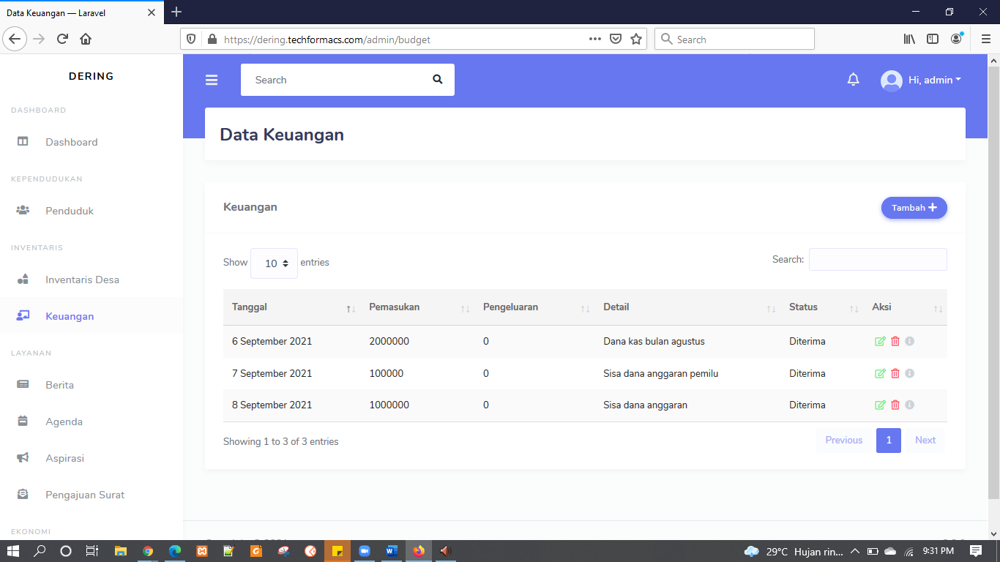 Data Keuangan — Laravel
https://dering.techformacs.com/admin/budget
Search
DERING
Search
Hi, admin
DASHBOARD
Dashboard
KEPENDUDUKAN
Penduduk
INVENTARIS
Inventaris Desa
Keuangan
LAYANAN
Berita
Agenda
Aspirasi
Pengajuan Surat
EKONOMI
Data Keuangan
Keuangan
Tambah
Show 10 entries
Search:
Tanggal Pemasukan Pengeluaran Detail Status Aksi
6 September 2021 2000000 0 Dana kas bulan agustus Diterima
7 September 2021 100000 0 Sisa dana anggaran pemilu Diterima
8 September 2021 1000000 0 Sisa dana anggaran Diterima
Showing 1 to 3 of 3 entries
Previous 1 Next
29°C Hujan rin... 9:31 PM